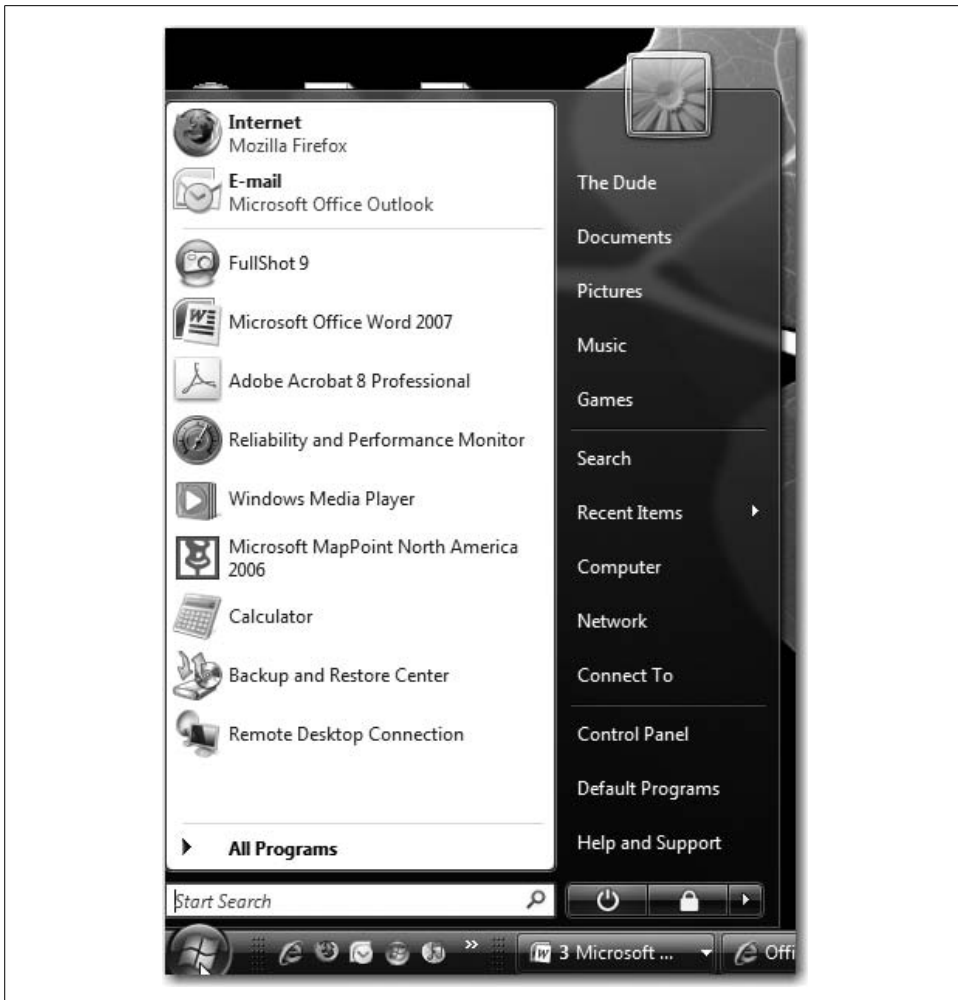 Internet
Mozilla Firefox
E-mail
Microsoft Office Outlook
FullShot 9
Microsoft Office Word 2007
Adobe Acrobat 8 Professional
Reliability and Performance Monitor
Windows Media Player
Microsoft MapPoint North America
2006
Calculator
Backup and Restore Center
Remote Desktop Connection
All Programs
Start Search
The Dude
Documents
Pictures
Music
Games
Search
Recent Items
Computer
Network
Connect To
Control Panel
Default Programs
Help and Support
3 Microsoft ...
Offi